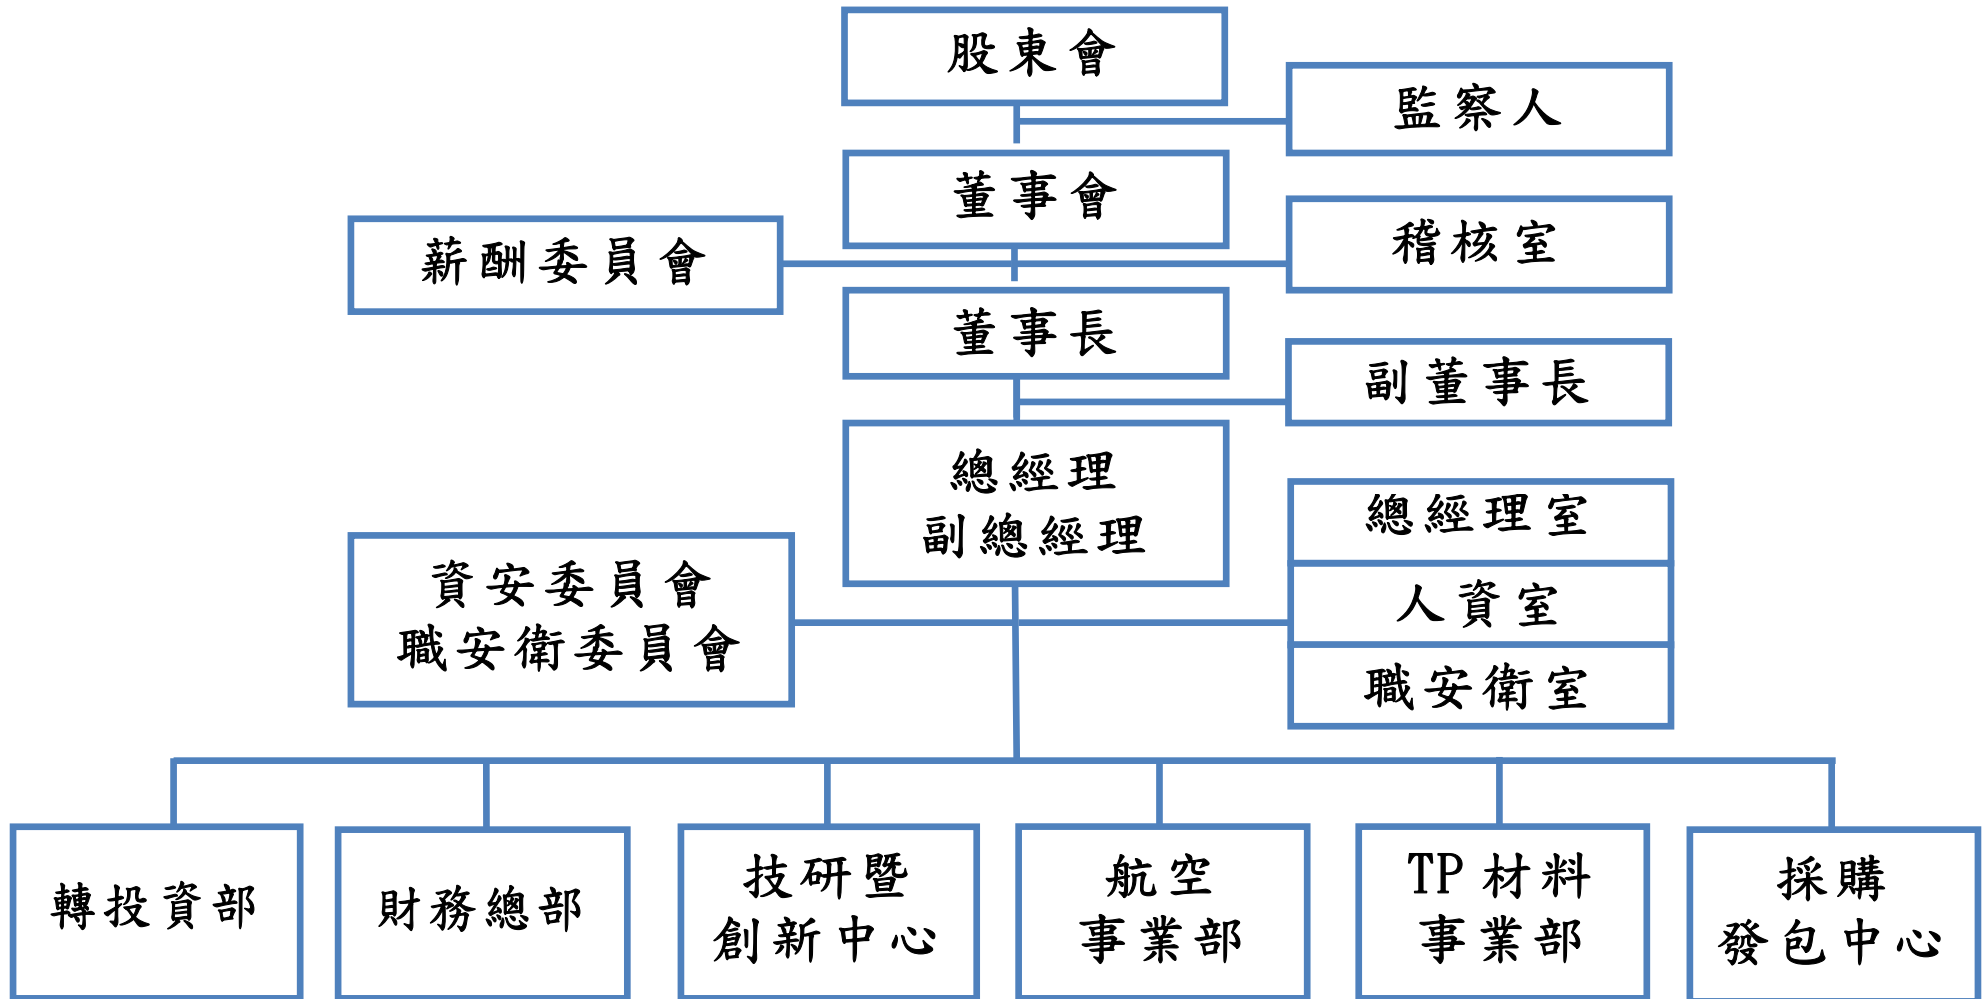 股東會
監察人
董事會
薪酬委員會
稽核室
董事長
副董事長
總經理
副總經理
總經理室
資安委員會
職安衛委員會
人資室
職安衛室
轉投資部
財務總部
技研暨
創新中心
航空
事業部
TP材料
事業部
採購
發包中心